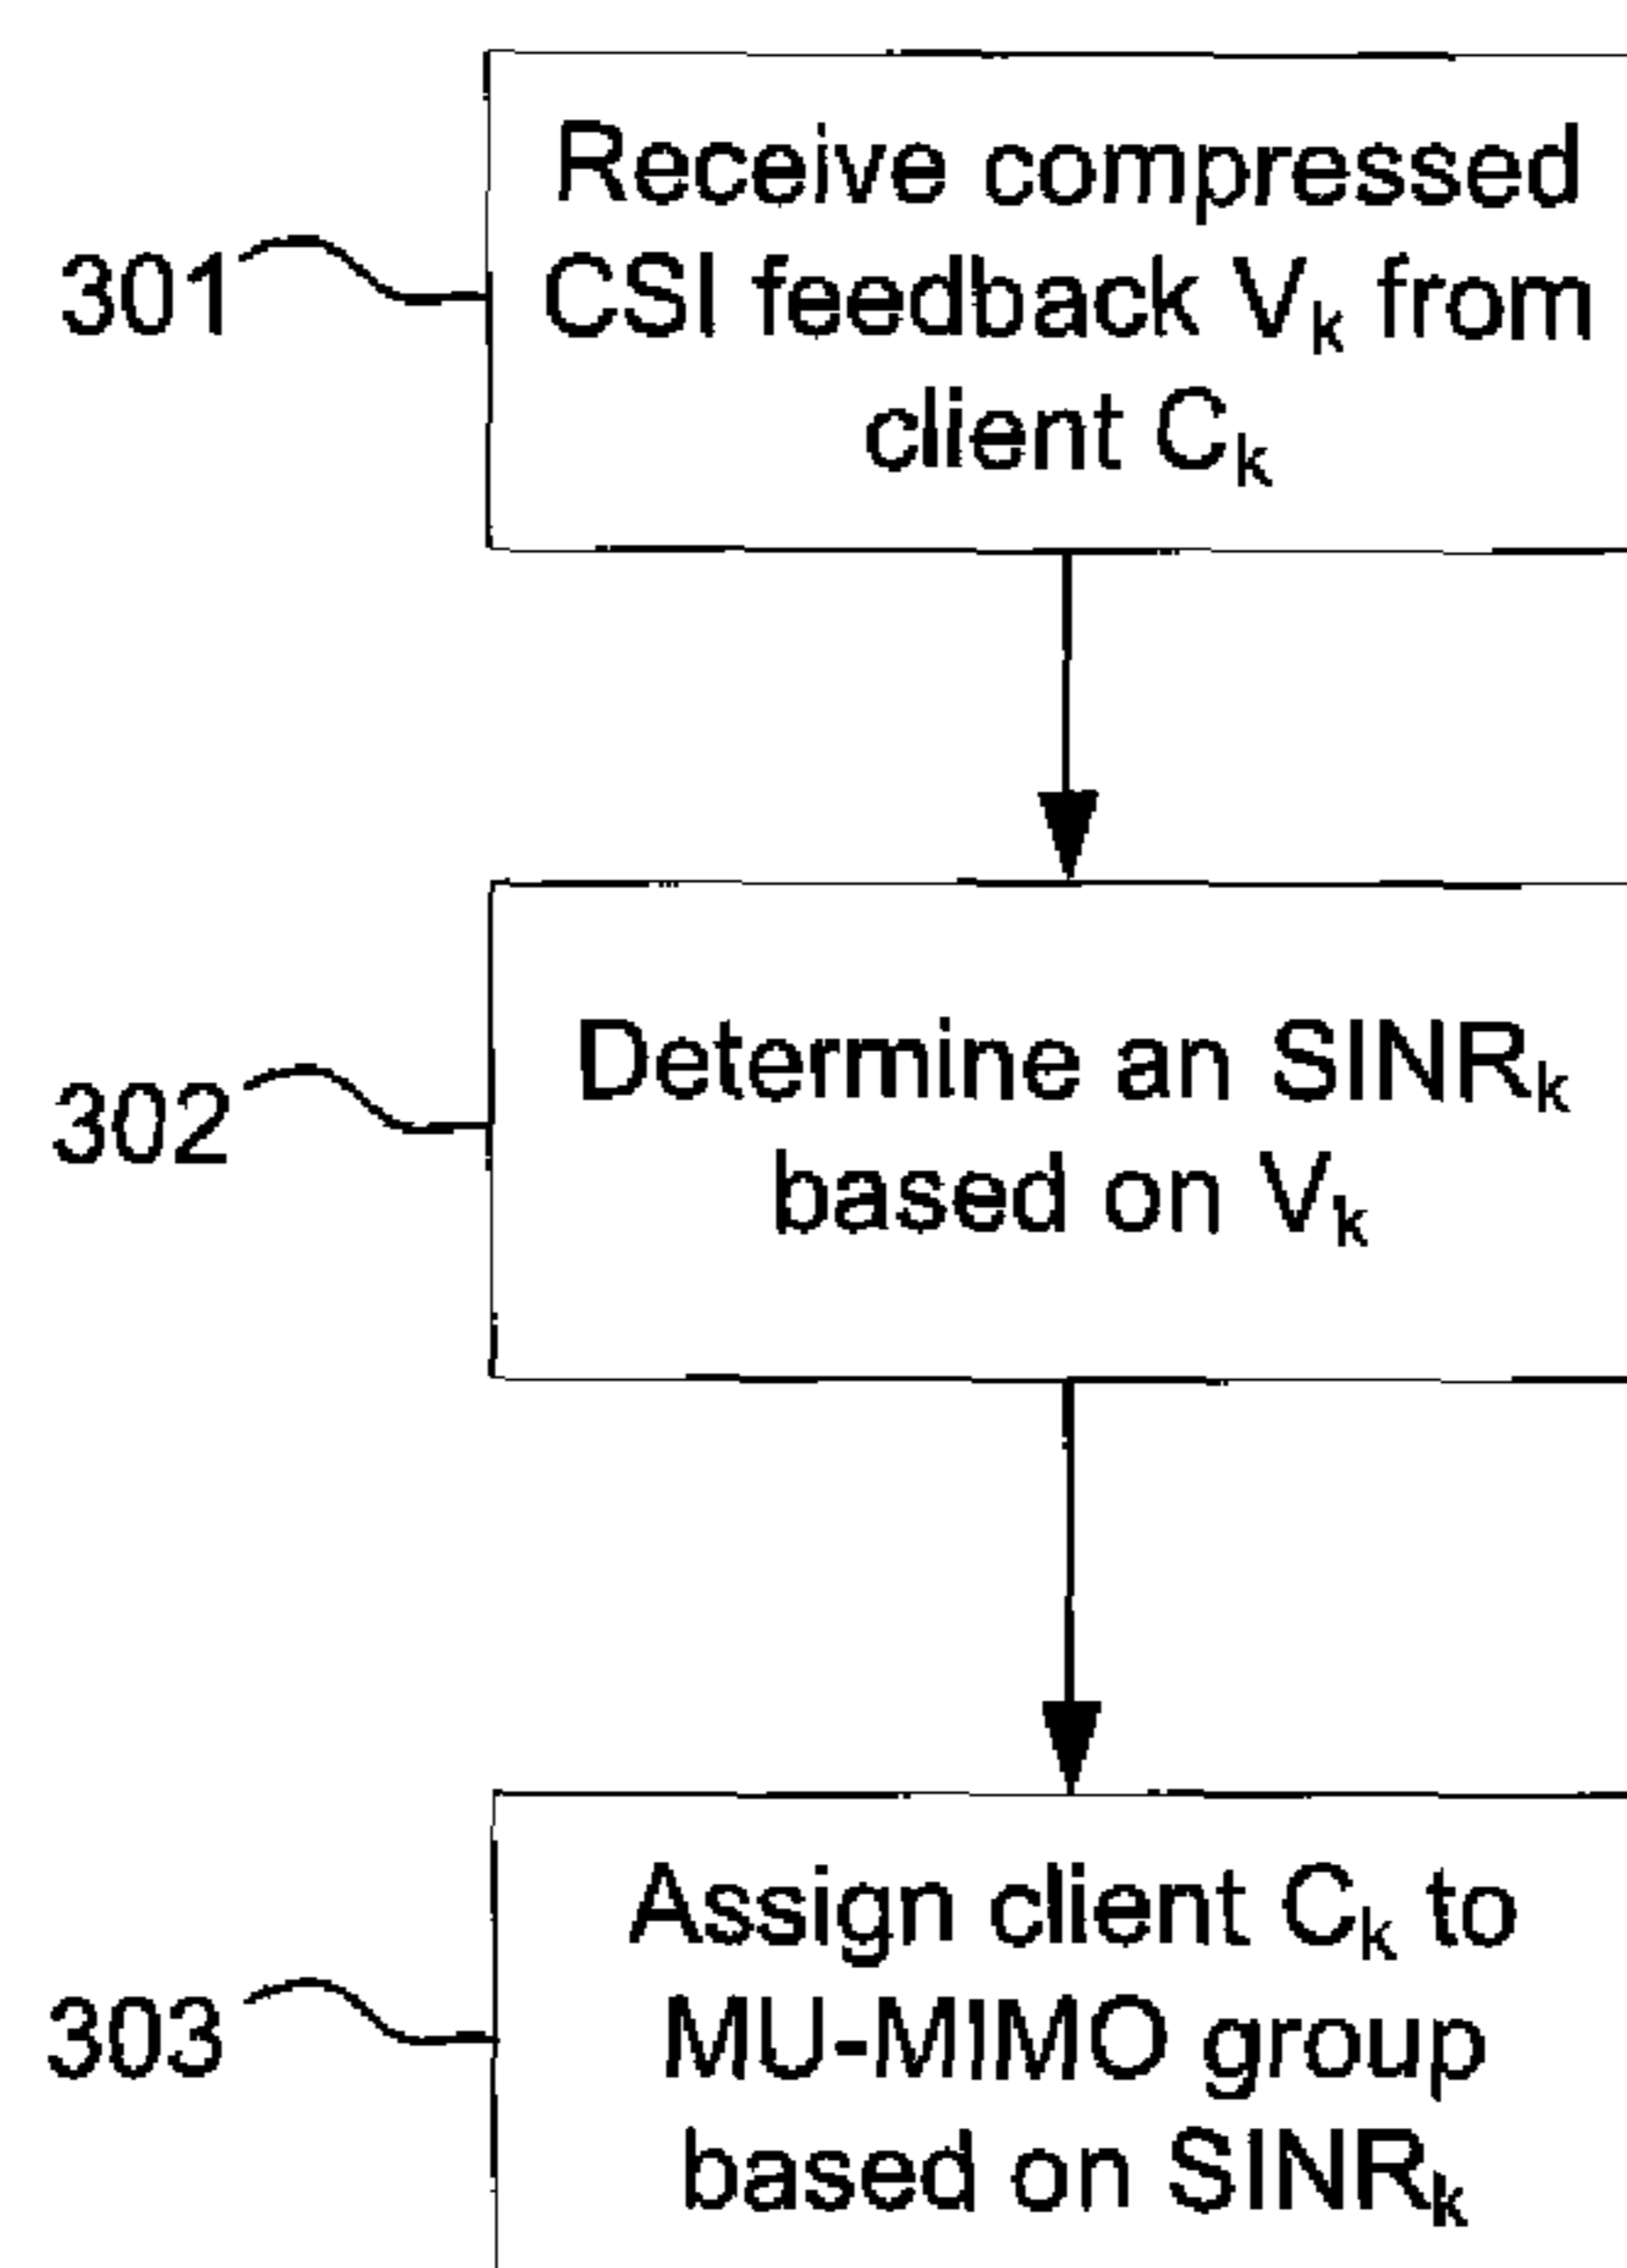 301
Receive compressed
CSI feedback Vk from
client Ck
302
Determine an SINRk
based on Vk
303
Assign client Ck to
MU-MIMO group
based on SINRk